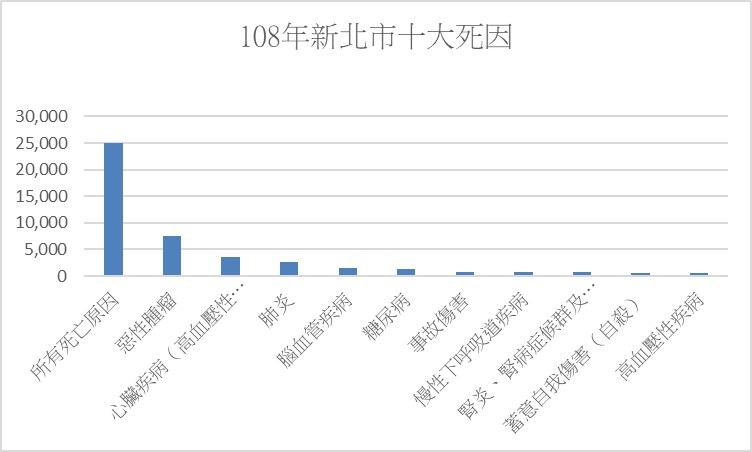 108年新北市十大死因
30,000
25,000
20,000
15,000
10,000
5,000
0
所有死亡原因
惡性腫瘤
心臟疾病（高血壓性…
肺炎
腦血管疾病
糖尿病
事故傷害
慢性下呼吸道疾病
腎炎、腎病症候群及…
蓄意自我傷害（自殺）
高血壓性疾病